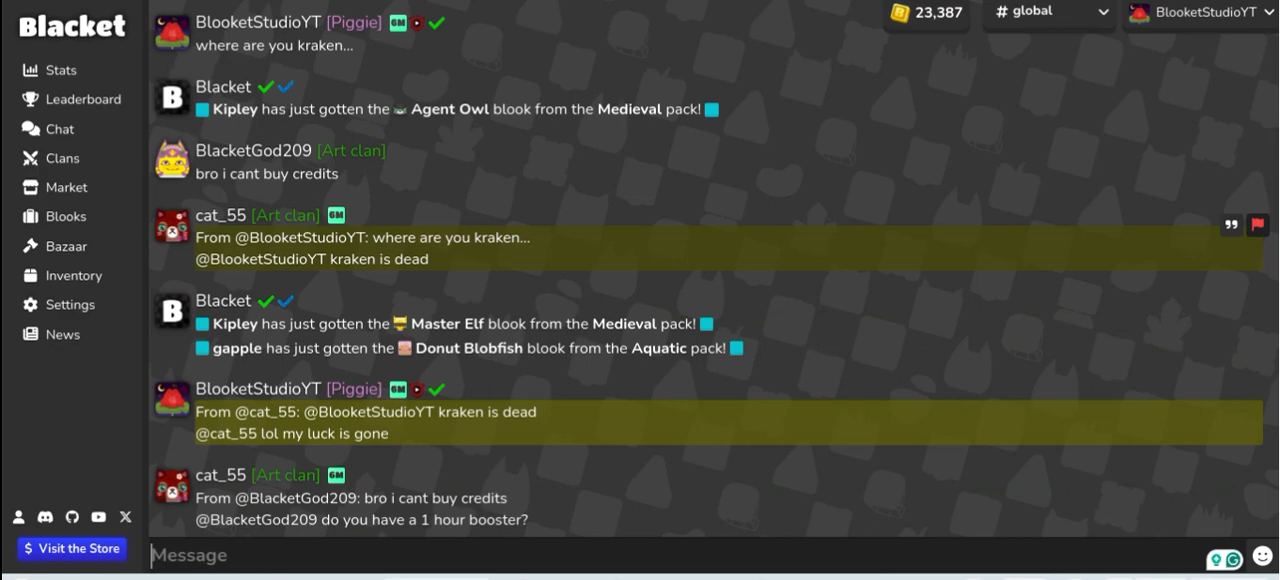 Blacket
Stats
Leaderboard
Chat
Clans
Market
Blooks
Bazaar
Inventory
Settings
News
$ Visit the Store
23,387
# global
BlooketStudioYT
BlooketStudioYT [Piggie] 6M
where are you kraken...
B
Blacket
Kipley has just gotten the Agent Owl blook from the Medieval pack!
BlacketGod209 [Art clan]
bro i cant buy credits
cat_55 [Art clan] 6M
From @BlooketStudioYT: where are you kraken...
@BlooketStudioYT kraken is dead
B
Blacket
Kipley has just gotten the Master Elf blook from the Medieval pack!
gapple has just gotten the Donut Blobfish blook from the Aquatic pack!
BlooketStudioYT [Piggie] 6M
From @cat_55: @BlooketStudioYT kraken is dead
@cat_55 lol my luck is gone
cat_55 [Art clan] 6M
From @BlacketGod209: bro i cant buy credits
@BlacketGod209 do you have a 1 hour booster?
Message